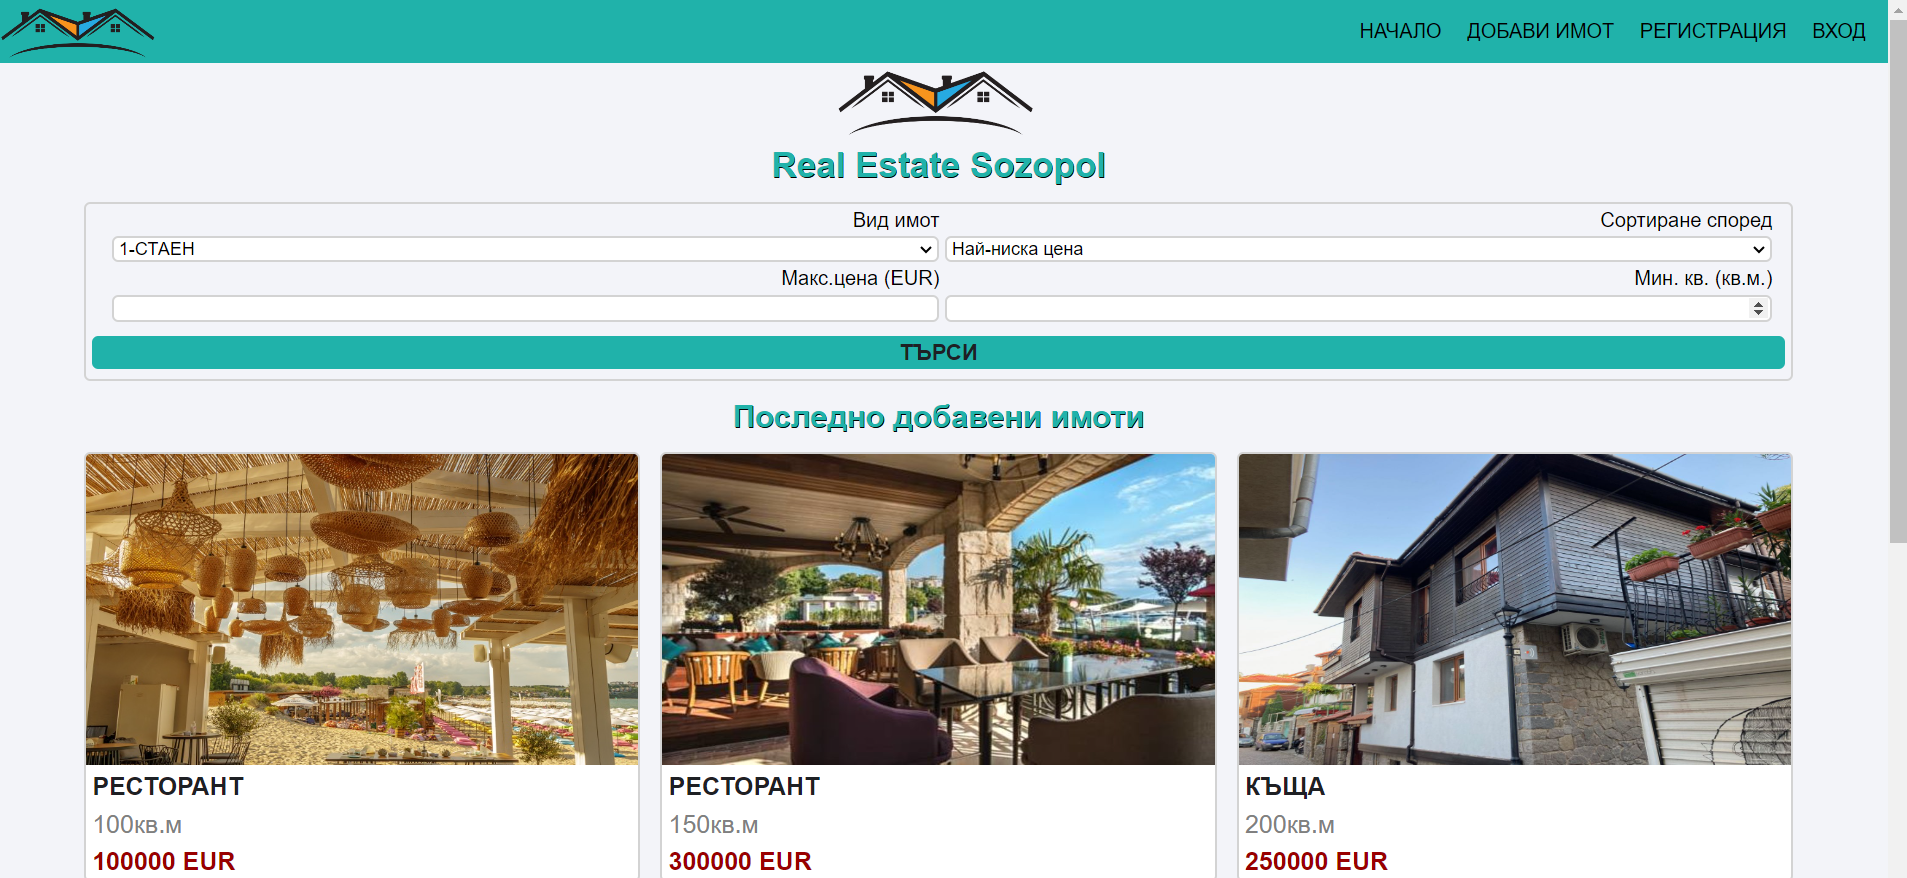 НАЧАЛО ДОБАВИ ИМОТ РЕГИСТРАЦИЯ ВХОД
Real Estate Sozopol
Вид имот Сортиране според
1-СТАЕН Най-ниска цена
Макс.цена (EUR) Мин. кв. (кв.м.)
ТЪРСИ
Последно добавени имоти
РЕСТОРАНТ РЕСТОРАНТ КЪЩА
100кв.м 150кв.м 200кв.м
100000 EUR 300000 EUR 250000 EUR